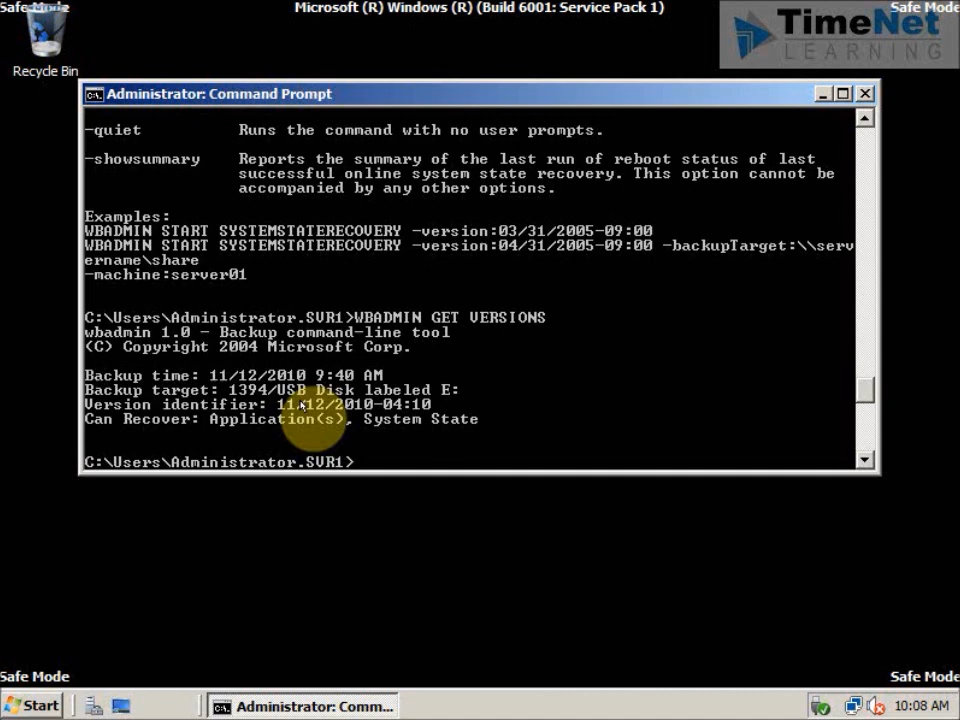 Safe Mode
Microsoft (R) Windows (R) (Build 6001: Service Pack 1)
Safe Mode
TimeNet
LEARNING
Recycle Bin
Administrator: Command Prompt
-quiet Runs the command with no user prompts.
-showsummary Reports the summary of the last run of reboot status of last
successful online system state recovery. This option cannot be
accompanied by any other options.
Examples:
WBADMIN START SYSTEMSTATERECOVERY -version:03/31/2005-09:00
WBADMIN START SYSTEMSTATERECOVERY -version:04/31/2005-09:00 -backupTarget:\\serv
ername\share
-machine:server01
C:\Users\Administrator.SVR1>WBADMIN GET VERSIONS
wbadmin 1.0 - Backup command-line tool
(C) Copyright 2004 Microsoft Corp.
Backup time: 11/12/2010 9:40 AM
Backup target: 1394/USB Disk labeled E:
Version identifier: 11/12/2010-04:10
Can Recover: Application(s), System State
C:\Users\Administrator.SVR1>
Safe Mode
Safe Mode
Start
Administrator: Comm...
10:08 AM